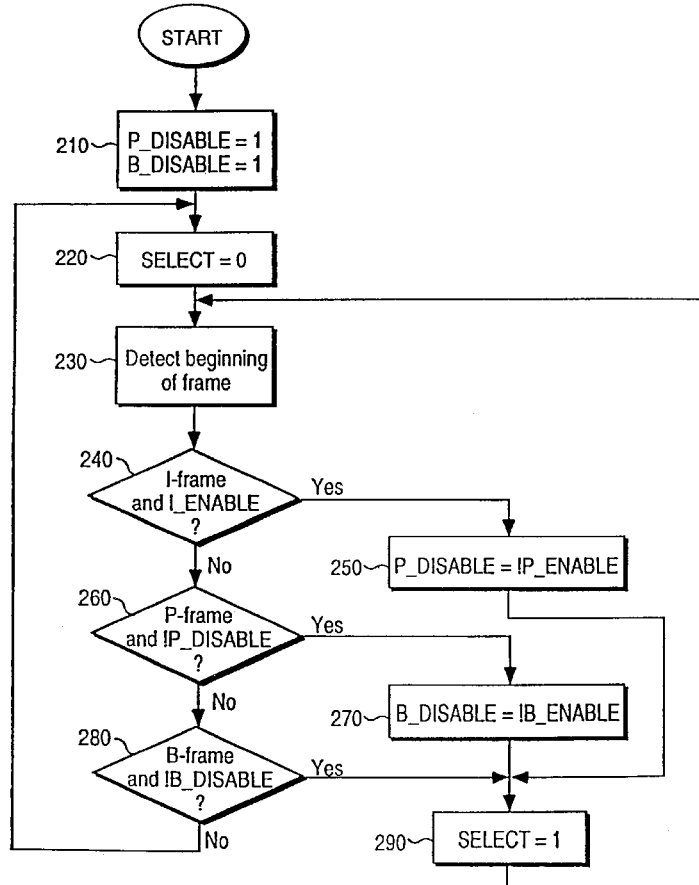 START
210
P_DISABLE = 1
B_DISABLE = 1
220
SELECT = 0
230
Detect beginning
of frame
240
I-frame
and I_ENABLE
?
Yes
No
250
P_DISABLE = !P_ENABLE
260
P-frame
and !P_DISABLE
?
Yes
No
270
B_DISABLE = !B_ENABLE
280
B-frame
and !B_DISABLE
?
Yes
No
290
SELECT = 1